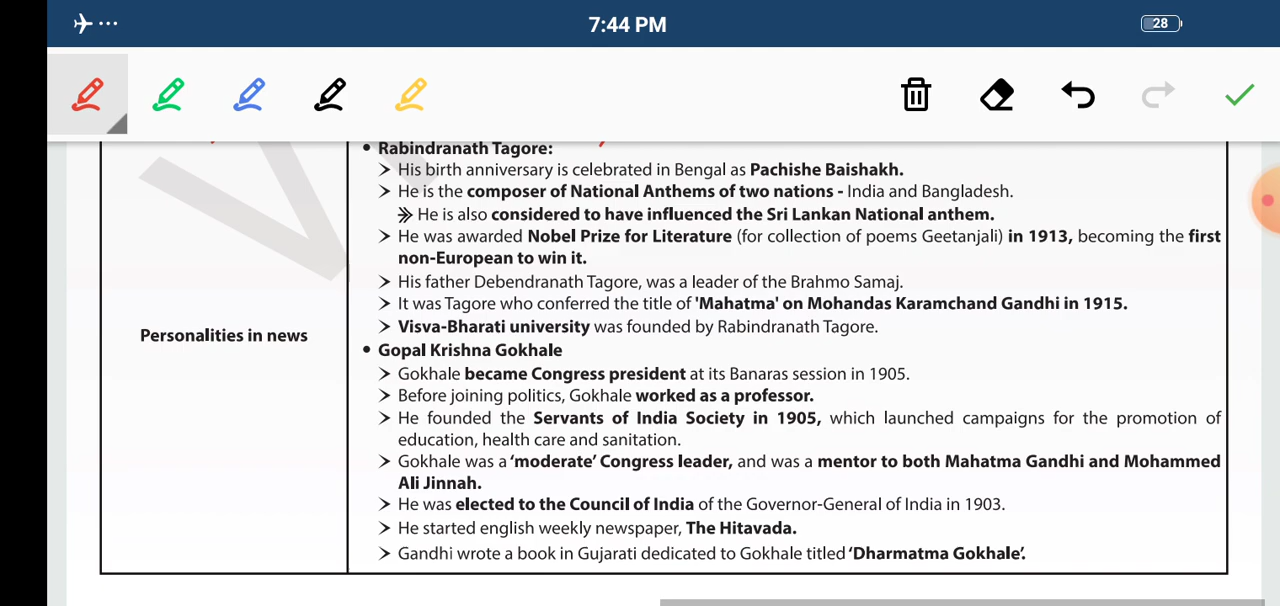 7:44 PM
28
• Rabindranath Tagore:
➢ His birth anniversary is celebrated in Bengal as Pachishe Baishakh.
➢ He is the composer of National Anthems of two nations - India and Bangladesh.
⪢ He is also considered to have influenced the Sri Lankan National anthem.
➢ He was awarded Nobel Prize for Literature (for collection of poems Geetanjali) in 1913, becoming the first
non-European to win it.
➢ His father Debendranath Tagore, was a leader of the Brahmo Samaj.
➢ It was Tagore who conferred the title of 'Mahatma' on Mohandas Karamchand Gandhi in 1915.
➢ Visva-Bharati university was founded by Rabindranath Tagore.
Personalities in news
• Gopal Krishna Gokhale
➢ Gokhale became Congress president at its Banaras session in 1905.
➢ Before joining politics, Gokhale worked as a professor.
➢ He founded the Servants of India Society in 1905, which launched campaigns for the promotion of
education, health care and sanitation.
➢ Gokhale was a 'moderate' Congress leader, and was a mentor to both Mahatma Gandhi and Mohammed
Ali Jinnah.
➢ He was elected to the Council of India of the Governor-General of India in 1903.
➢ He started english weekly newspaper, The Hitavada.
➢ Gandhi wrote a book in Gujarati dedicated to Gokhale titled 'Dharmatma Gokhale'.